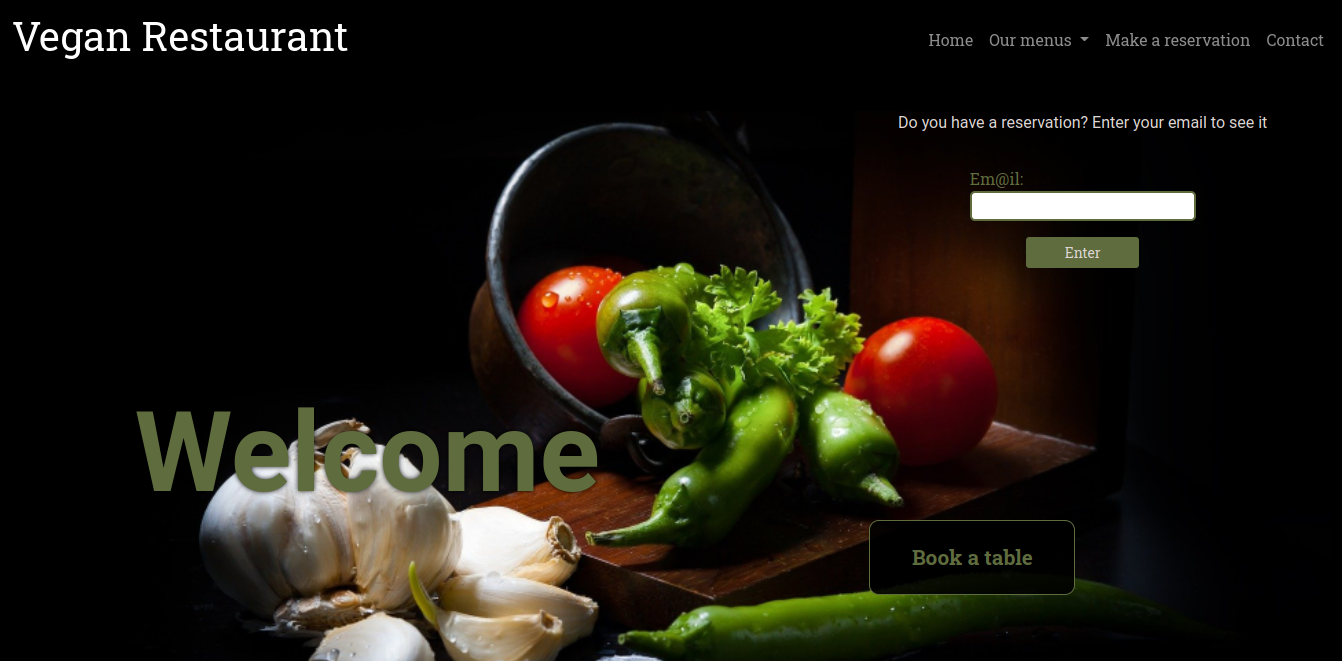 Vegan Restaurant
Home Our menus Make a reservation Contact
Do you have a reservation? Enter your email to see it
Em@il:
Enter
Welcome
Book a table